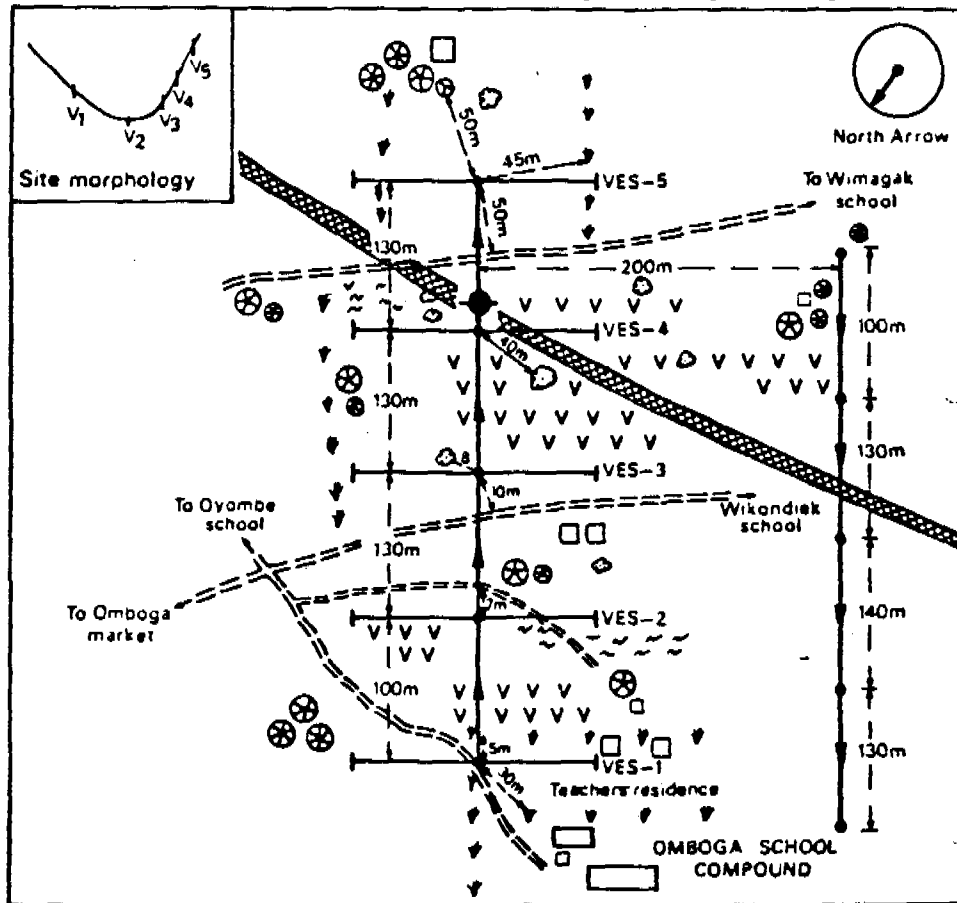 V1
V2
V3
V4
V5
Site morphology
North Arrow
50m
45m
VES-5
50m
To Wimagak
school
130m
200m
100m
VES-4
40m
130m
130m
8
VES-3
10m
To Oyombe
school
Wikondiek
school
130m
140m
To Omboga
market
7m
VES-2
100m
130m
5m
VES-1
30m
Teachers' residence
OMBOGA SCHOOL
COMPOUND